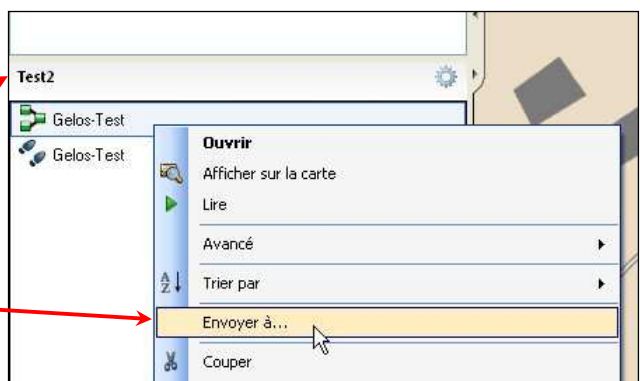 Test2
Gelos-Test
Gelos-Test
Ouvrir
Afficher sur la carte
Lire
Avancé
Trier par
Envoyer à...
Couper